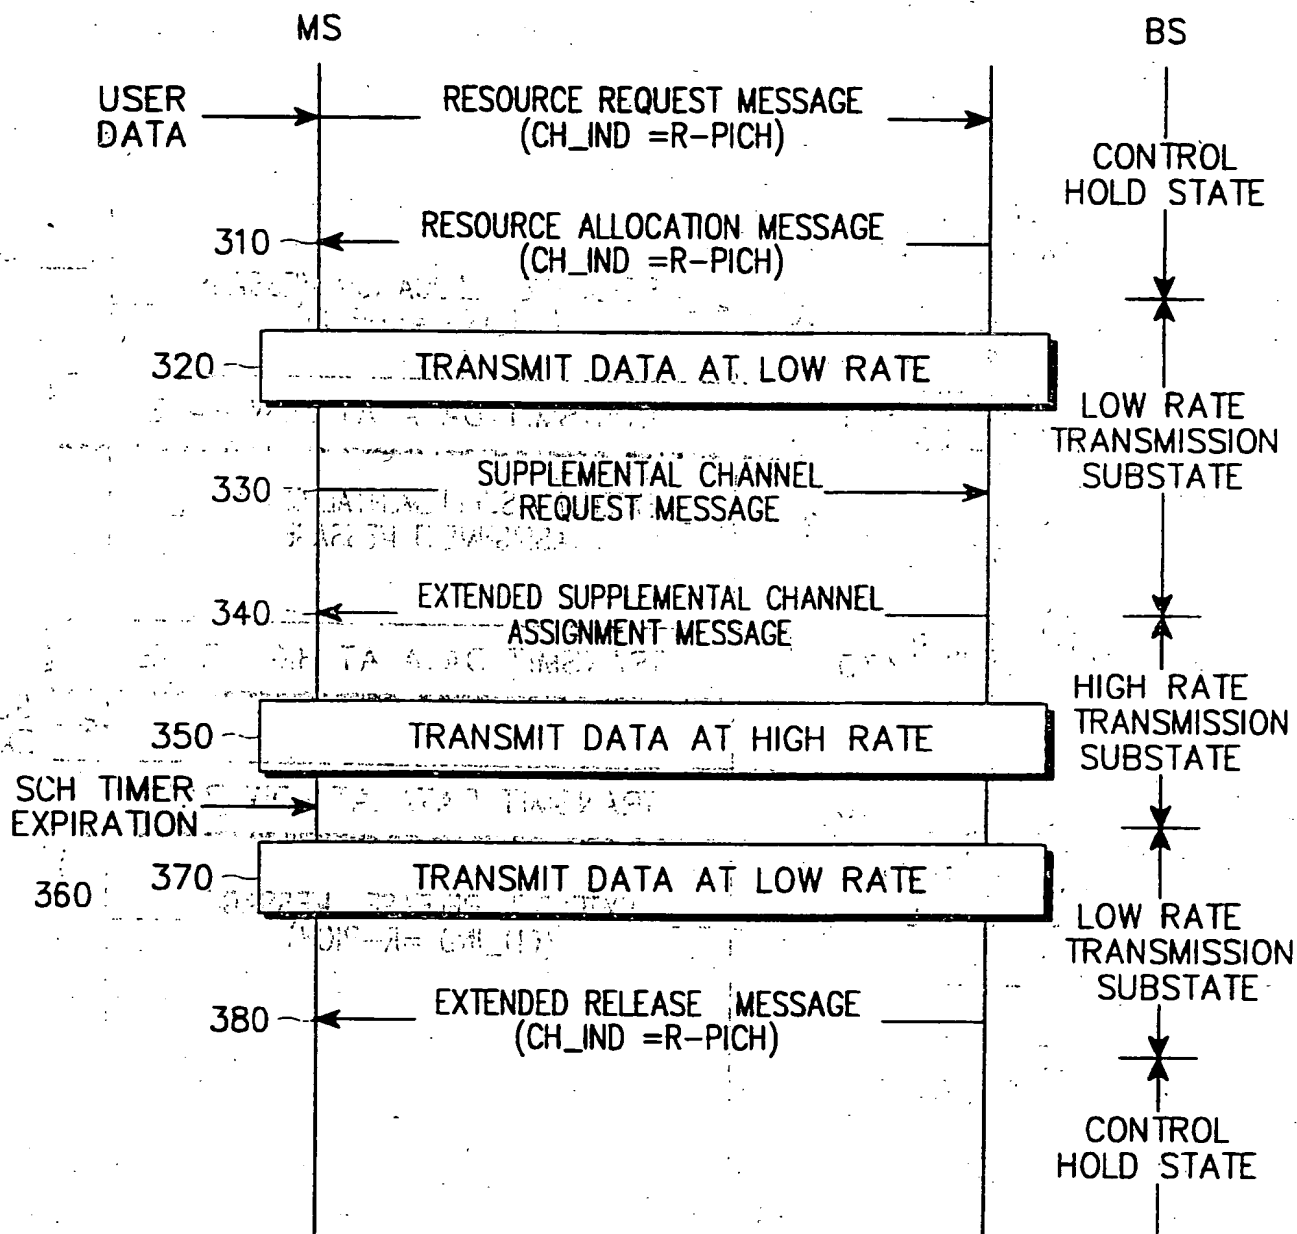 MS
BS
USER
DATA
RESOURCE REQUEST MESSAGE
(CH_IND =R-PICH)
CONTROL
HOLD STATE
310
RESOURCE ALLOCATION MESSAGE
(CH_IND =R-PICH)
320
TRANSMIT DATA AT LOW RATE
LOW RATE
TRANSMISSION
SUBSTATE
330
SUPPLEMENTAL CHANNEL
REQUEST MESSAGE
340
EXTENDED SUPPLEMENTAL CHANNEL
ASSIGNMENT MESSAGE
HIGH RATE
TRANSMISSION
SUBSTATE
350
TRANSMIT DATA AT HIGH RATE
SCH TIMER
EXPIRATION
360
370
TRANSMIT DATA AT LOW RATE
LOW RATE
TRANSMISSION
SUBSTATE
380
EXTENDED RELEASE MESSAGE
(CH_IND =R-PICH)
CONTROL
HOLD STATE